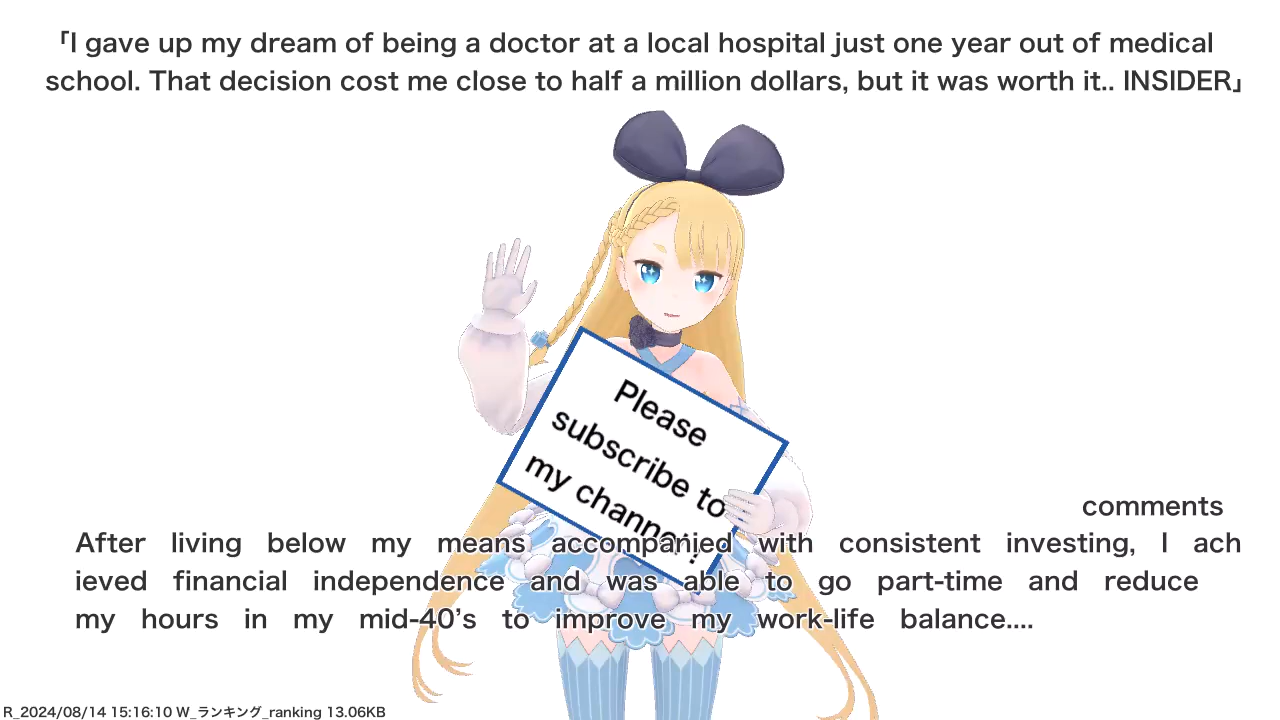 「I gave up my dream of being a doctor at a local hospital just one year out of medical
school. That decision cost me close to half a million dollars, but it was worth it.. INSIDER」
Please
subscribe to
my channel!
comments
After living below my means accompanied with consistent investing, I ach
ieved financial independence and was able to go part-time and reduce
my hours in my mid-40's to improve my work-life balance....
R_2024/08/14 15:16:10 W_ランキング_ranking 13.06KB